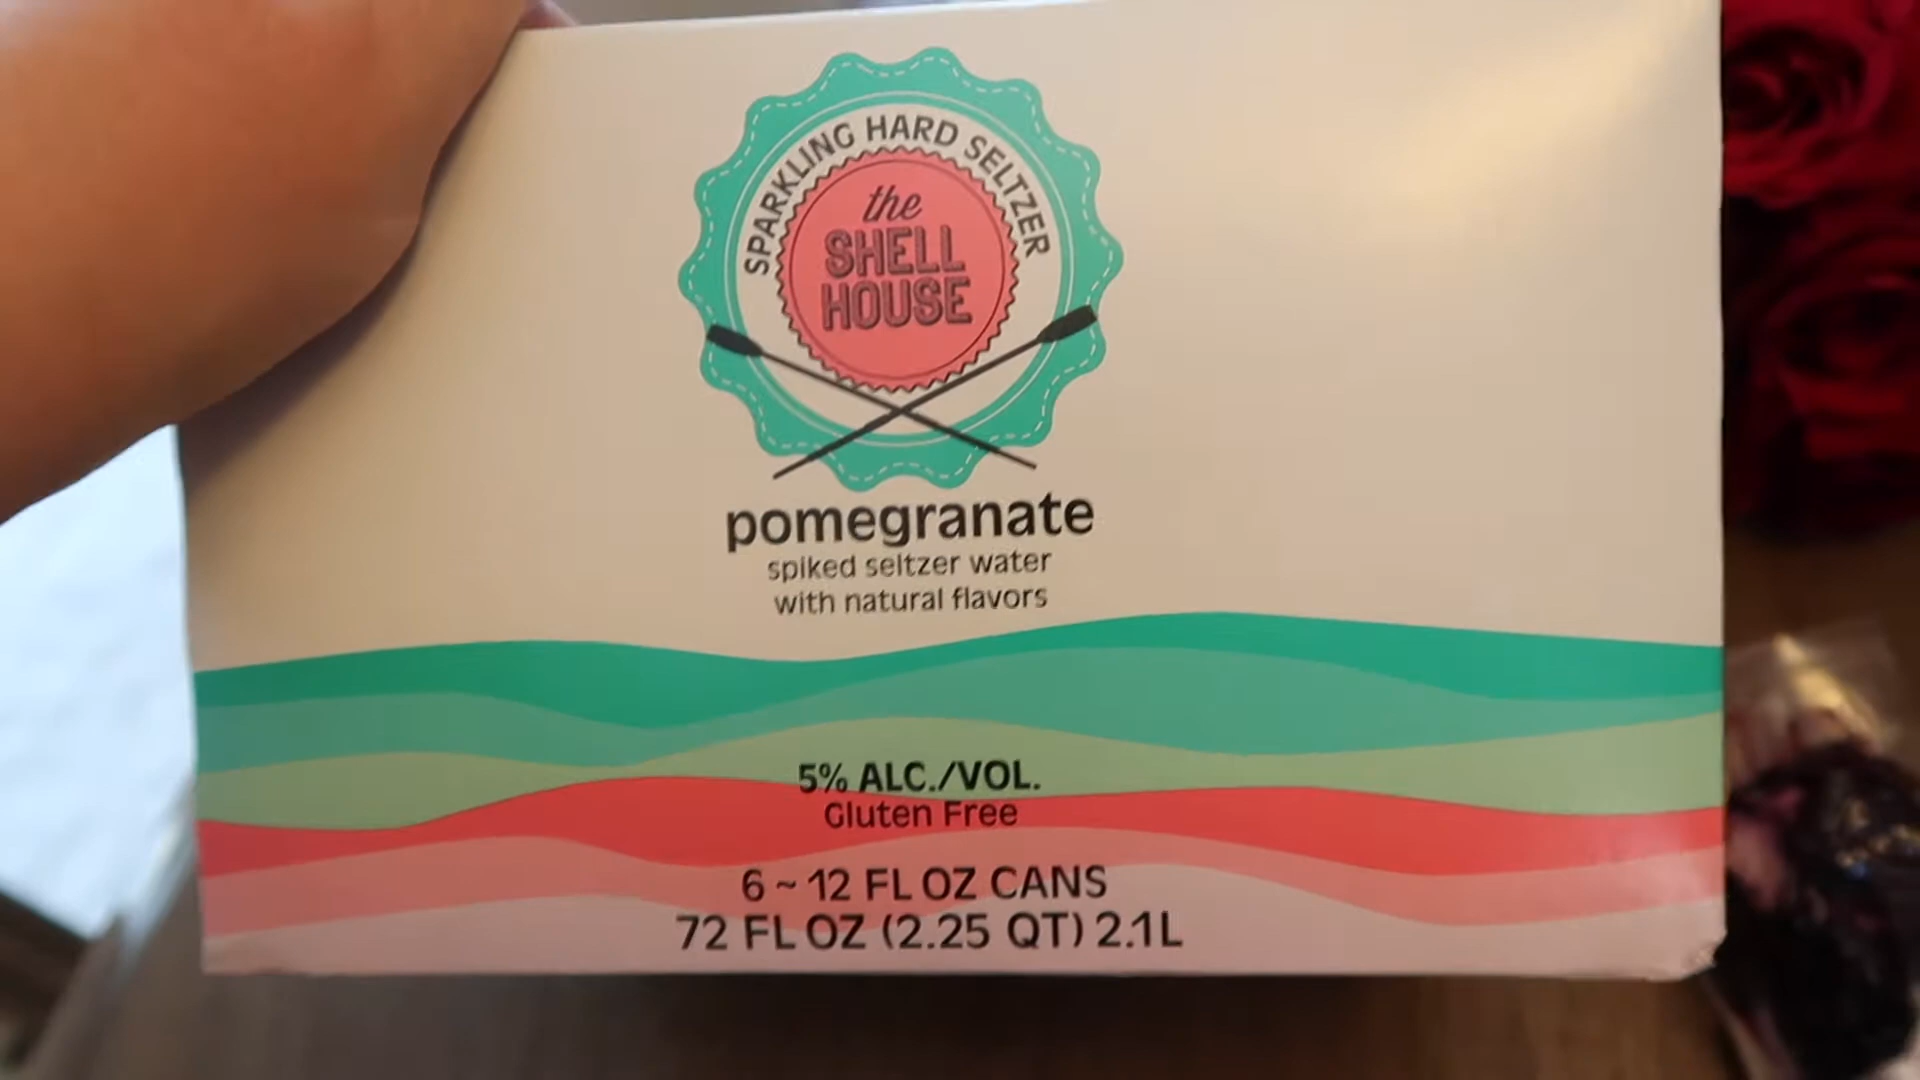 SPARKLING HARD SELTZER
the
SHELL
HOUSE
pomegranate
spiked seltzer water
with natural flavors
5% ALC./VOL.
Gluten Free
6 ~ 12 FL OZ CANS
72 FL OZ (2.25 QT) 2.1L